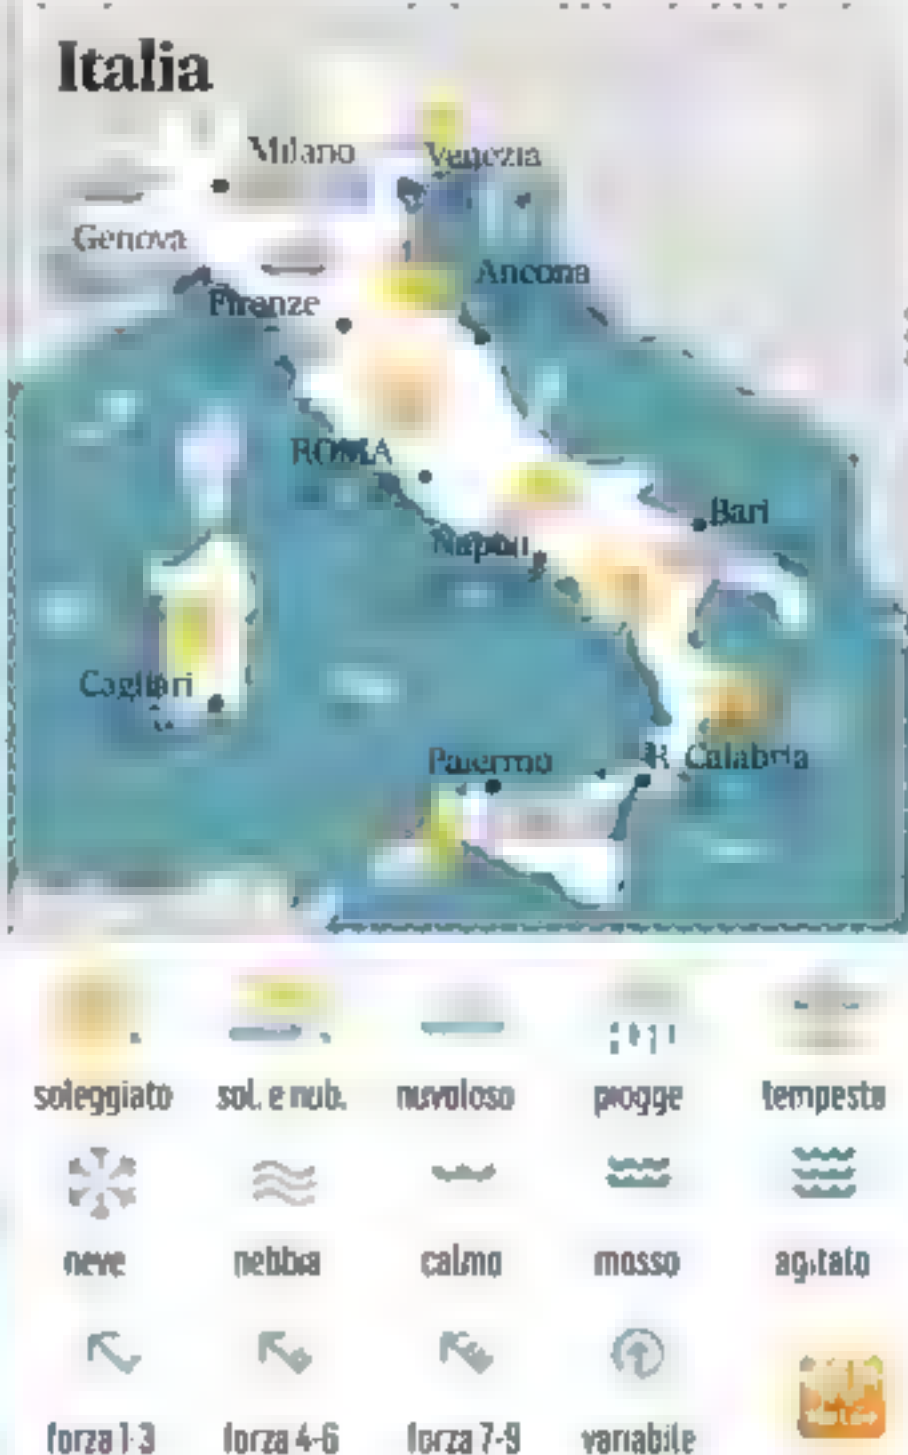 Italia
Milano
Venezia
Genova
Ancona
Firenze
ROMA
Bari
Napoli
Cagliari
Palermo
R. Calabria
soleggiato sol. e nub. nuvoloso piogge tempesta
neve nebbia calmo mosso agitato
forza 1-3 forza 4-6 forza 7-9 variabile